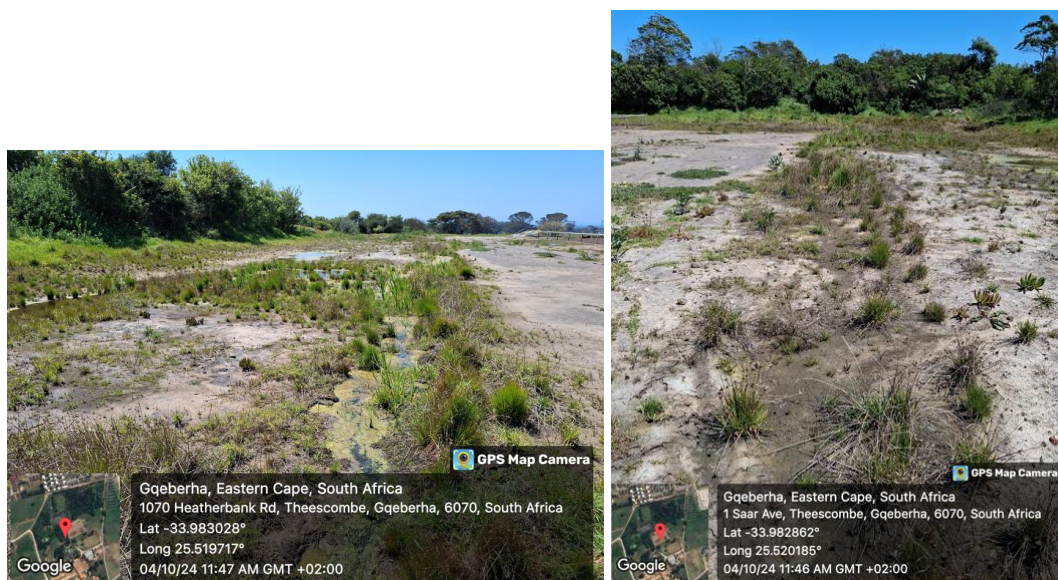 GPS Map Camera
Gqeberha, Eastern Cape, South Africa
1070 Heatherbank Rd, Theescombe, Gqeberha, 6070, South Africa
Lat -33.983028°
Long 25.519717°
04/10/24 11:47 AM GMT +02:00
Google
GPS Map Camera
Gqeberha, Eastern Cape, South Africa
1 Saar Ave, Theescombe, Gqeberha, 6070, South Africa
Lat -33.982862°
Long 25.520185°
04/10/24 11:46 AM GMT +02:00
Google